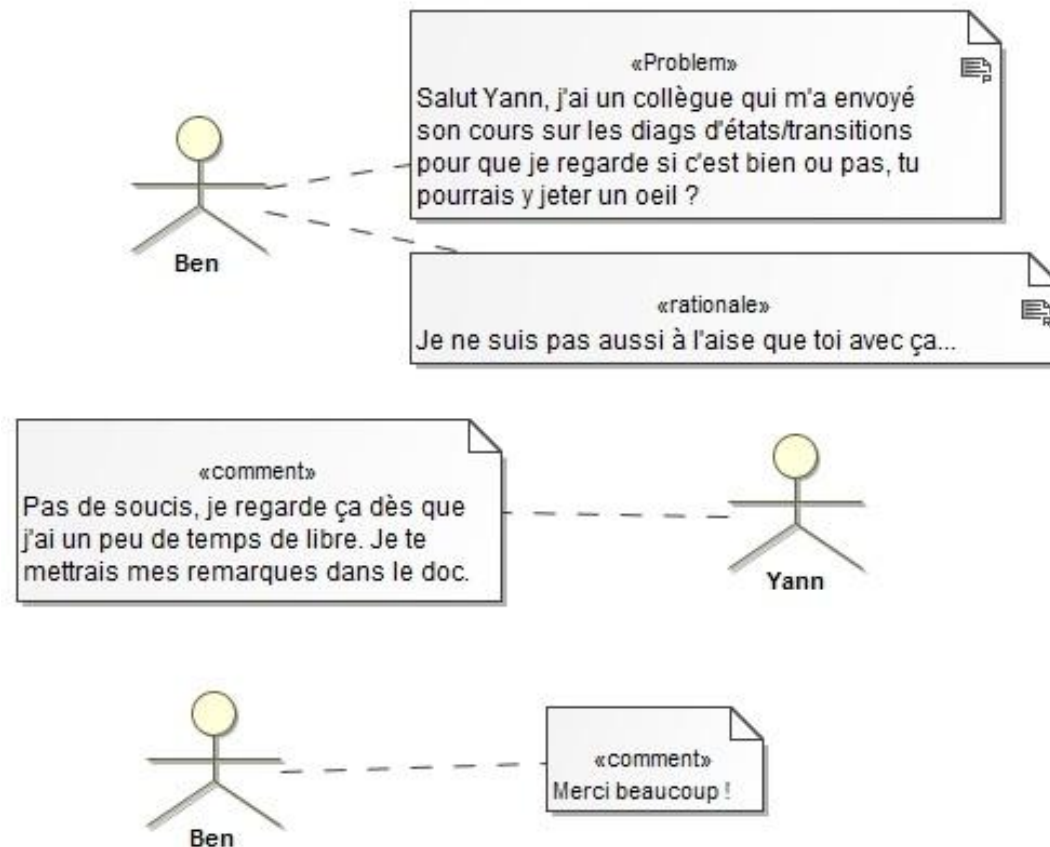 «Problem»
Salut Yann, j'ai un collègue qui m'a envoyé
son cours sur les diags d'états/transitions
pour que je regarde si c'est bien ou pas, tu
pourrais y jeter un oeil ?
Ben
«rationale»
Je ne suis pas aussi à l'aise que toi avec ça...
«comment»
Pas de soucis, je regarde ça dès que
j'ai un peu de temps de libre. Je te
mettrais mes remarques dans le doc.
Yann
«comment»
Merci beaucoup !
Ben